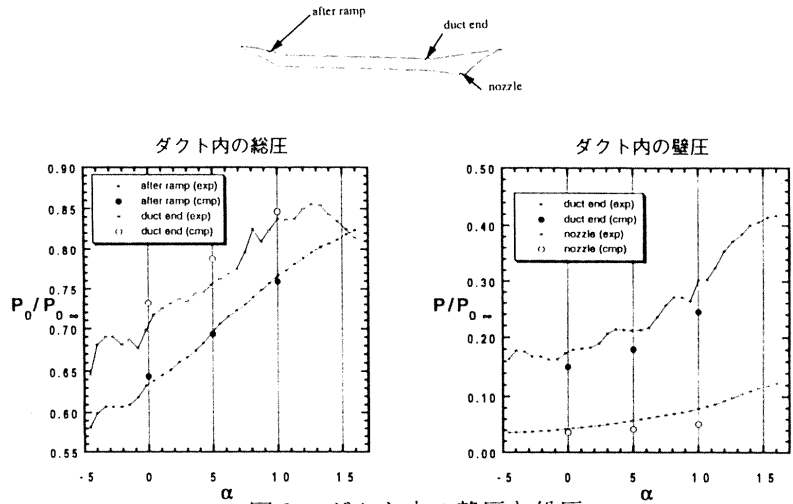 after ramp
duct end
nozzle
ダクト内の総圧
0.90
0.85
0.80
0.75
0.70
0.65
0.60
0.55
P₀/P₀∞
after ramp (exp)
after ramp (cmp)
duct end (exp)
duct end (cmp)
-5 0 5 10 15
α
ダクト内の壁圧
0.50
0.40
0.30
0.20
0.10
0.00
P/P₀∞
duct end (exp)
duct end (cmp)
nozzle (exp)
nozzle (cmp)
-5 0 5 10 15
α